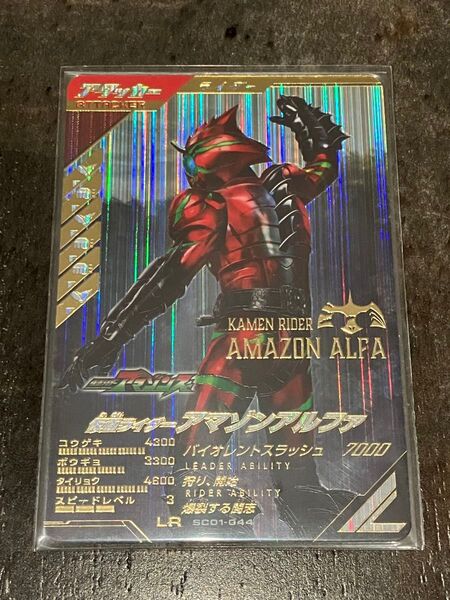 アタッカー
ATTACKER
ライダー
KAMEN RIDER
AMAZON ALFA
仮面ライダーアマゾンズ
仮面ライダーアマゾンアルファ
コウゲキ 4300
バイオレントスラッシュ 7000
ボウギョ 3300
LEADER ABILITY
タイリョク 4600
狩り、開始
RIDER ABILITY
スピードレベル 3
爆裂する闘志
LR SC01-044